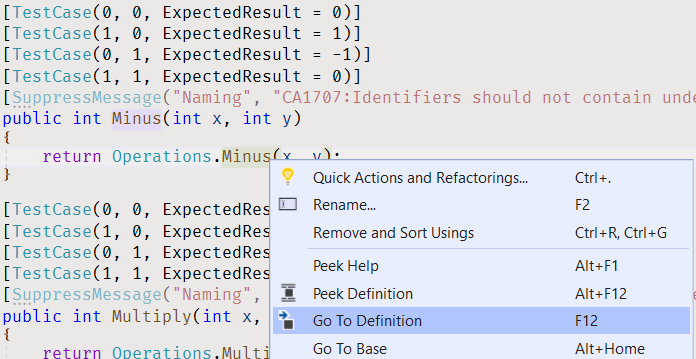 [TestCase(0, 0, ExpectedResult = 0)]
[TestCase(1, 0, ExpectedResult = 1)]
[TestCase(0, 1, ExpectedResult = -1)]
[TestCase(1, 1, ExpectedResult = 0)]
[SuppressMessage("Naming", "CA1707:Identifiers should not contain unde
public int Minus(int x, int y)
{
return Operations.Minus(x, y);
}
[TestCase(0, 0, ExpectedRes
[TestCase(1, 0, ExpectedRes
[TestCase(0, 1, ExpectedRes
[TestCase(1, 1, ExpectedRes
[SuppressMessage("Naming",
public int Multiply(int x,
{
return Operations.Multi
Quick Actions and Refactorings... Ctrl+.
Rename... F2
Remove and Sort Usings Ctrl+R, Ctrl+G
Peek Help Alt+F1
Peek Definition Alt+F12
Go To Definition F12
Go To Base Alt+Home